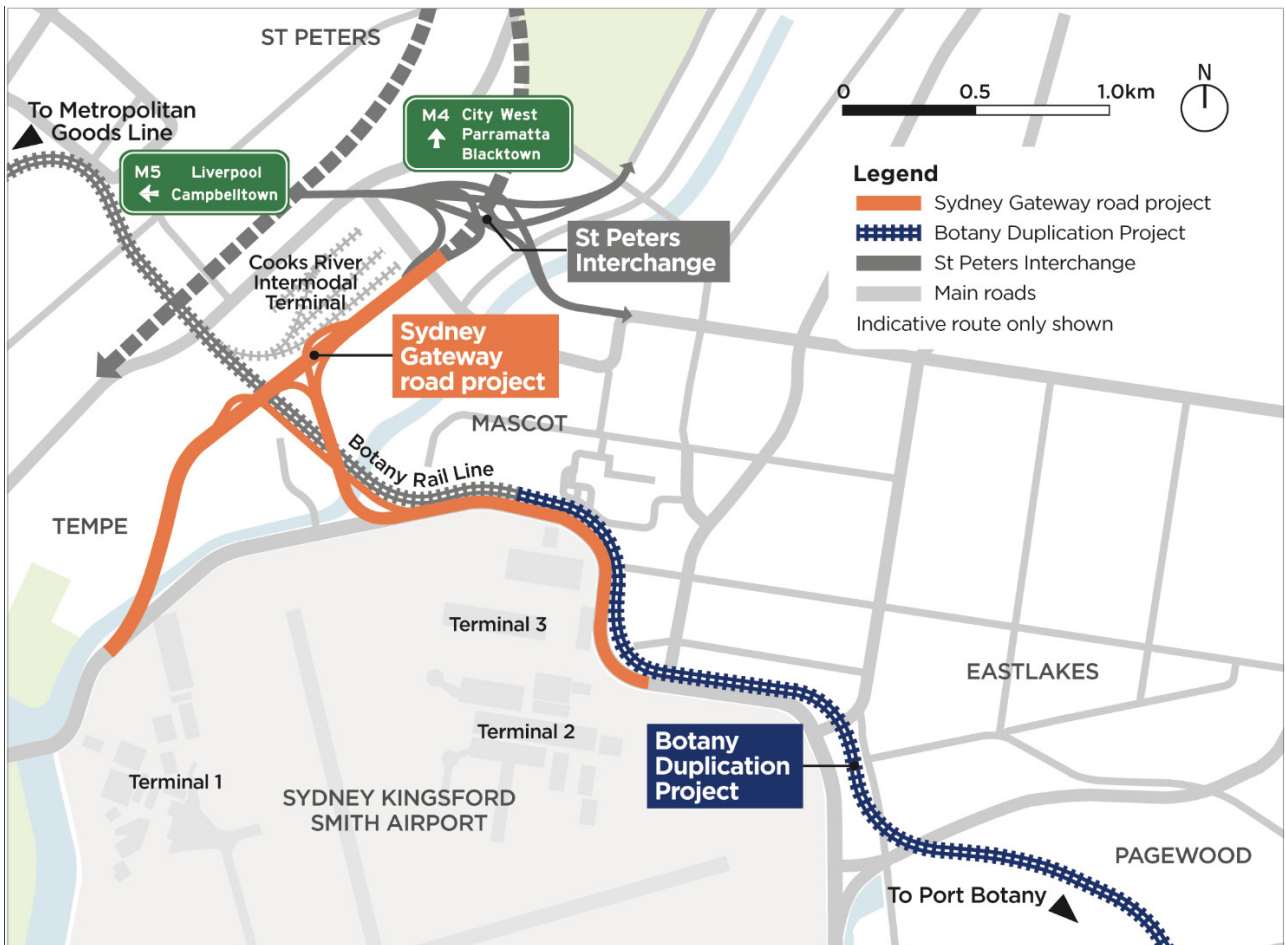 ST PETERS
To Metropolitan
Goods Line
M5
Liverpool
Campbelltown
M4
City West
Parramatta
Blacktown
0 0.5 1.0km
N
Legend
Sydney Gateway road project
Botany Duplication Project
St Peters Interchange
Main roads
Indicative route only shown
St Peters
Interchange
Cooks River
Intermodal
Terminal
Sydney
Gateway
road project
MASCOT
Botany Rail Line
TEMPE
Terminal 3
EASTLAKES
Terminal 2
Botany
Duplication
Project
Terminal 1
SYDNEY KINGSFORD
SMITH AIRPORT
PAGEWOOD
To Port Botany